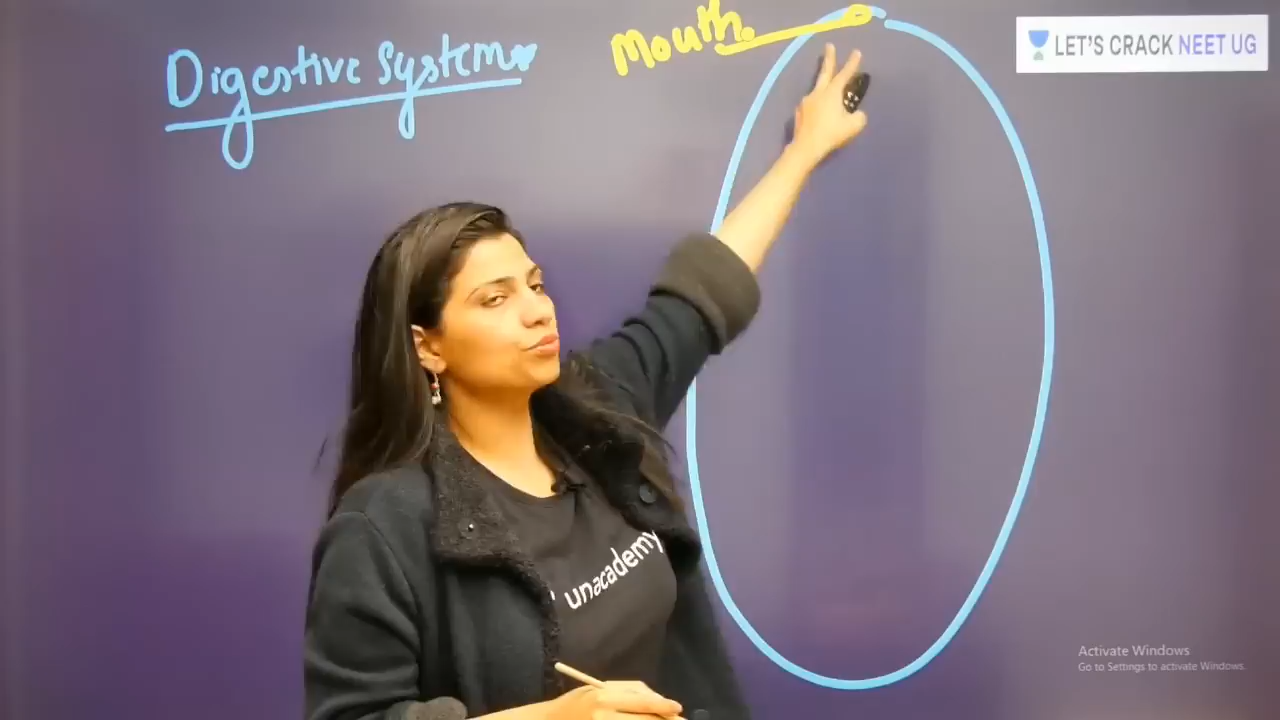 Digestive System
Mouth.
LET'S CRACK NEET UG
unacademy
Activate Windows
Go to Settings to activate Windows.